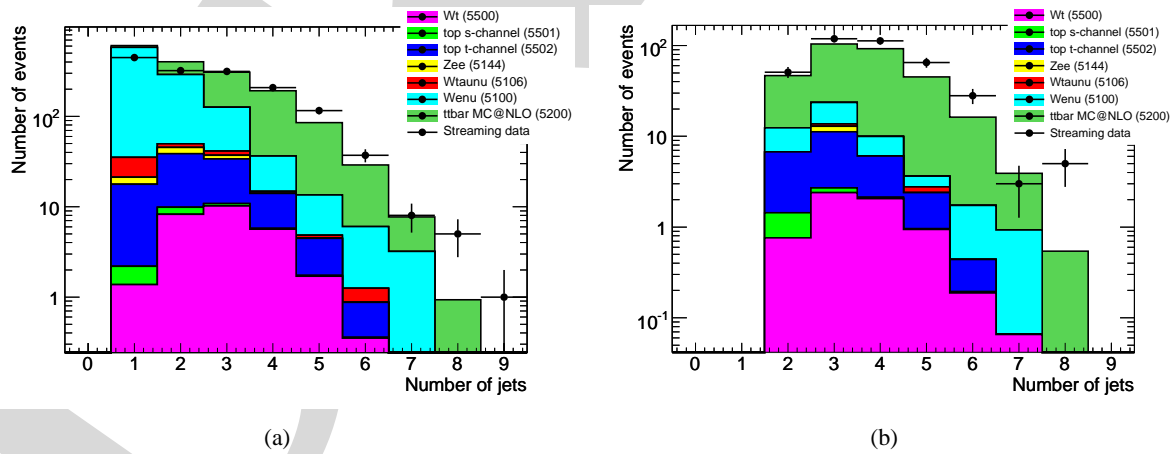 Number of events
10²
10
1
0 1 2 3 4 5 6 7 8 9
Number of jets
Wt (5500)
top s-channel (5501)
top t-channel (5502)
Zee (5144)
Wtaunu (5106)
Wenu (5100)
ttbar MC@NLO (5200)
Streaming data
(a)
Number of events
10²
10
1
10⁻¹
0 1 2 3 4 5 6 7 8 9
Number of jets
Wt (5500)
top s-channel (5501)
top t-channel (5502)
Zee (5144)
Wtaunu (5106)
Wenu (5100)
ttbar MC@NLO (5200)
Streaming data
(b)